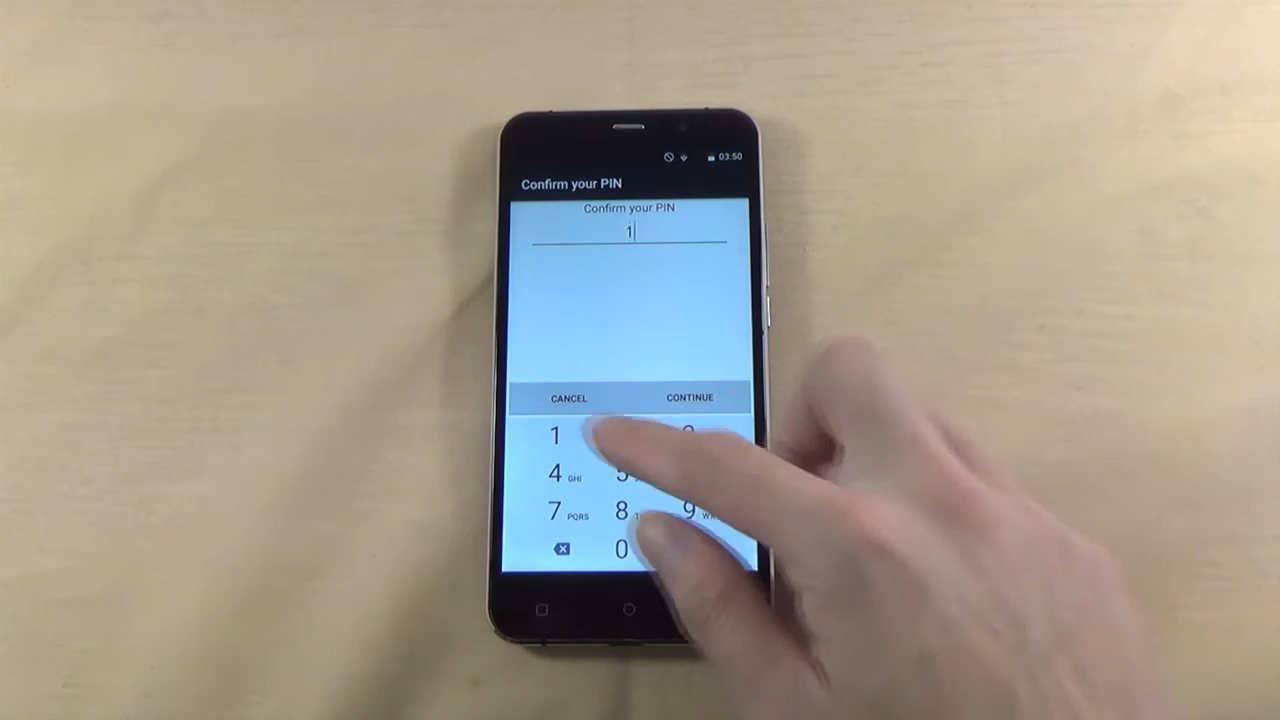 03:50
Confirm your PIN
Confirm your PIN
1
CANCEL CONTINUE
1
4 GHI 5
7 PQRS 8 9
0